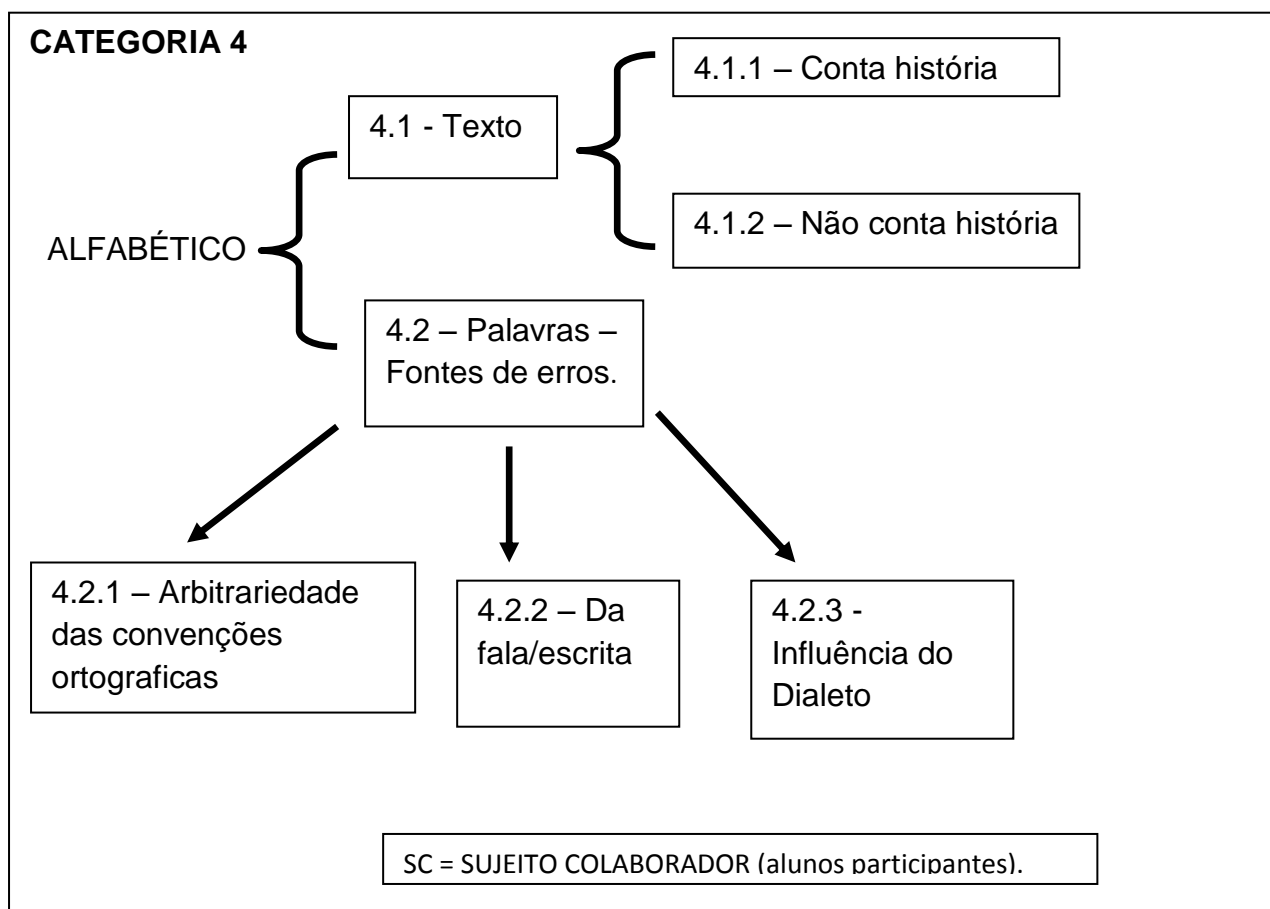 CATEGORIA 4
4.1.1 – Conta história
4.1 - Texto
4.1.2 – Não conta história
ALFABÉTICO
4.2 – Palavras –
Fontes de erros.
4.2.1 – Arbitrariedade
das convenções
ortograficas
4.2.2 – Da
fala/escrita
4.2.3 -
Influência do
Dialeto
SC = SUJEITO COLABORADOR (alunos participantes).